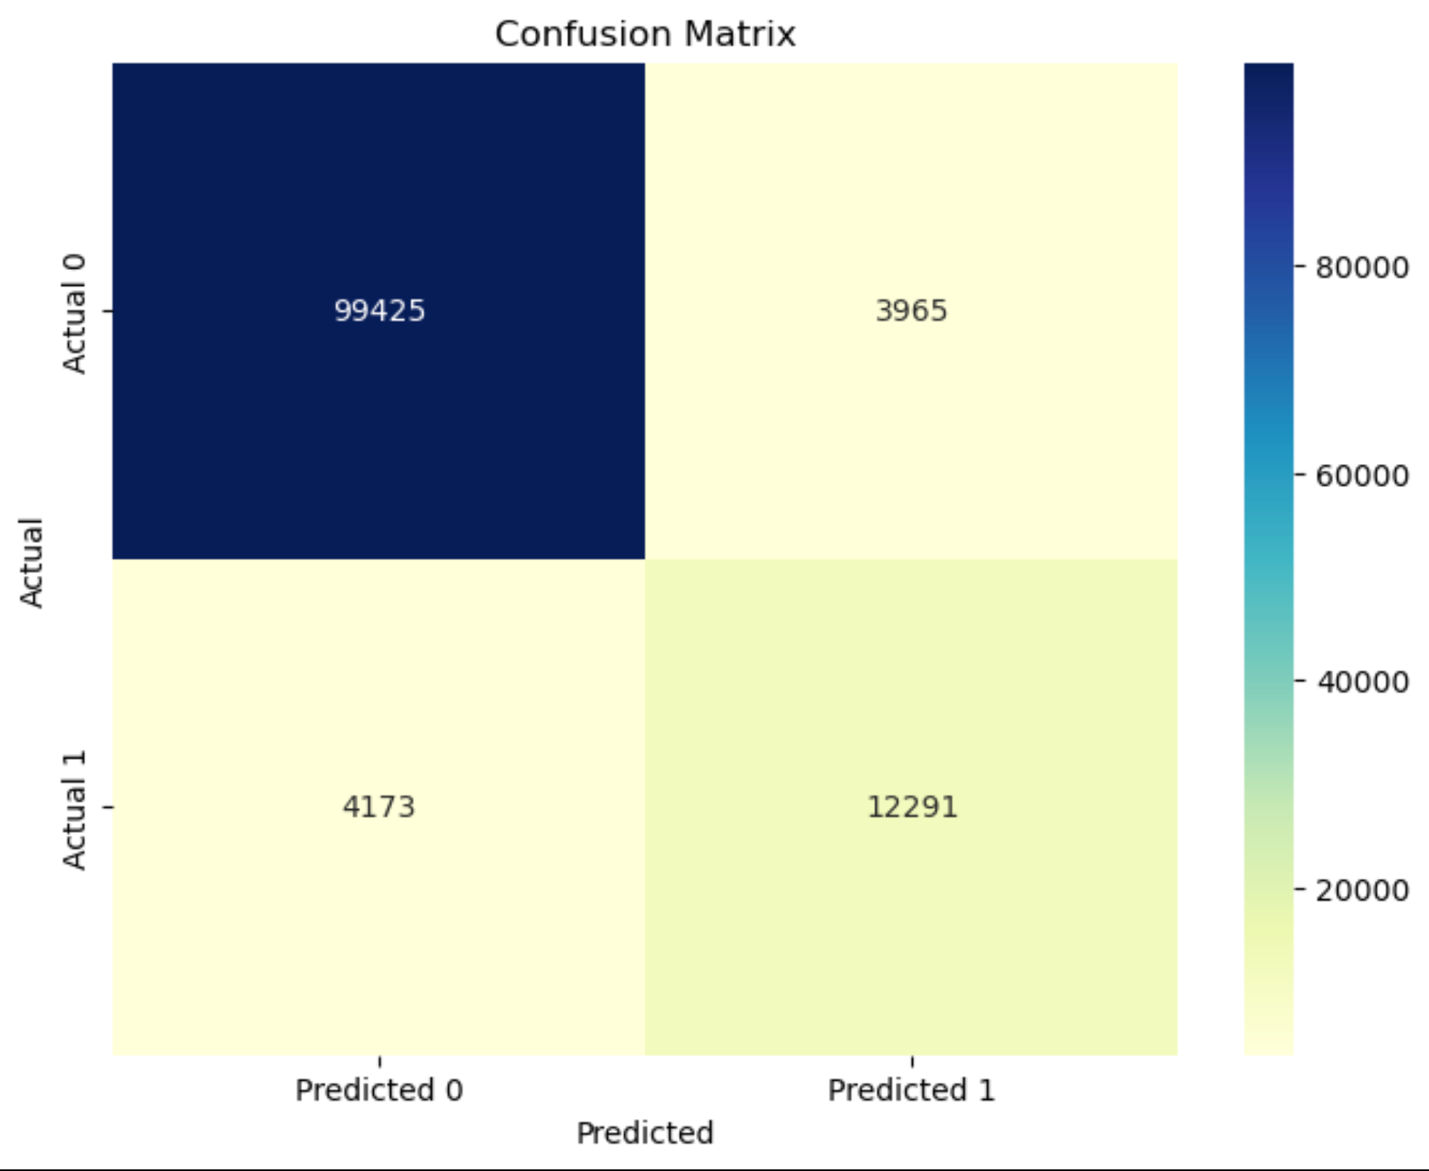 Confusion Matrix
Actual 0
99425
3965
80000
60000
Actual
40000
Actual 1
4173
12291
20000
Predicted 0
Predicted 1
Predicted